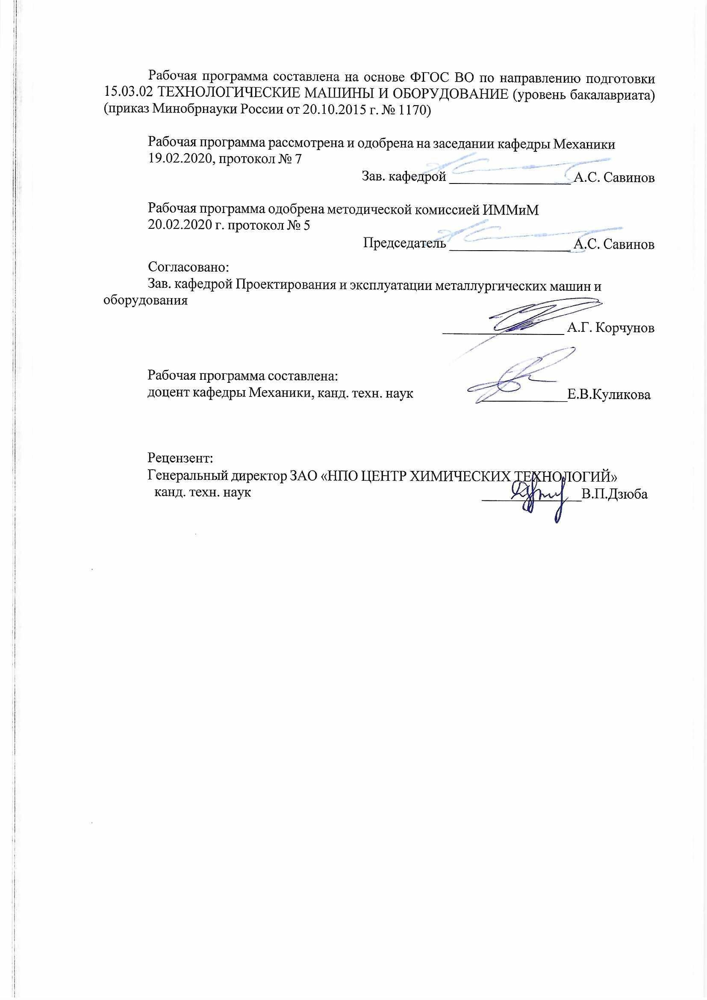 Рабочая программа составлена на основе ФГОС ВО по направлению подготовки
15.03.02 ТЕХНОЛОГИЧЕСКИЕ МАШИНЫ И ОБОРУДОВАНИЕ (уровень бакалавриата)
(приказ Минобрнауки России от 20.10.2015 г. № 1170)
Рабочая программа рассмотрена и одобрена на заседании кафедры Механики
19.02.2020, протокол № 7
Зав. кафедрой ________________ А.С. Савинов
Рабочая программа одобрена методической комиссией ИММиМ
20.02.2020 г. протокол № 5
Председатель ________________ А.С. Савинов
Согласовано:
Зав. кафедрой Проектирования и эксплуатации металлургических машин и
оборудования
________________ А.Г. Корчунов
Рабочая программа составлена:
доцент кафедры Механики, канд. техн. наук ____________Е.В.Куликова
Рецензент:
Генеральный директор ЗАО «НПО ЦЕНТР ХИМИЧЕСКИХ ТЕХНОЛОГИЙ»
канд. техн. наук ______________В.П.Дзюба